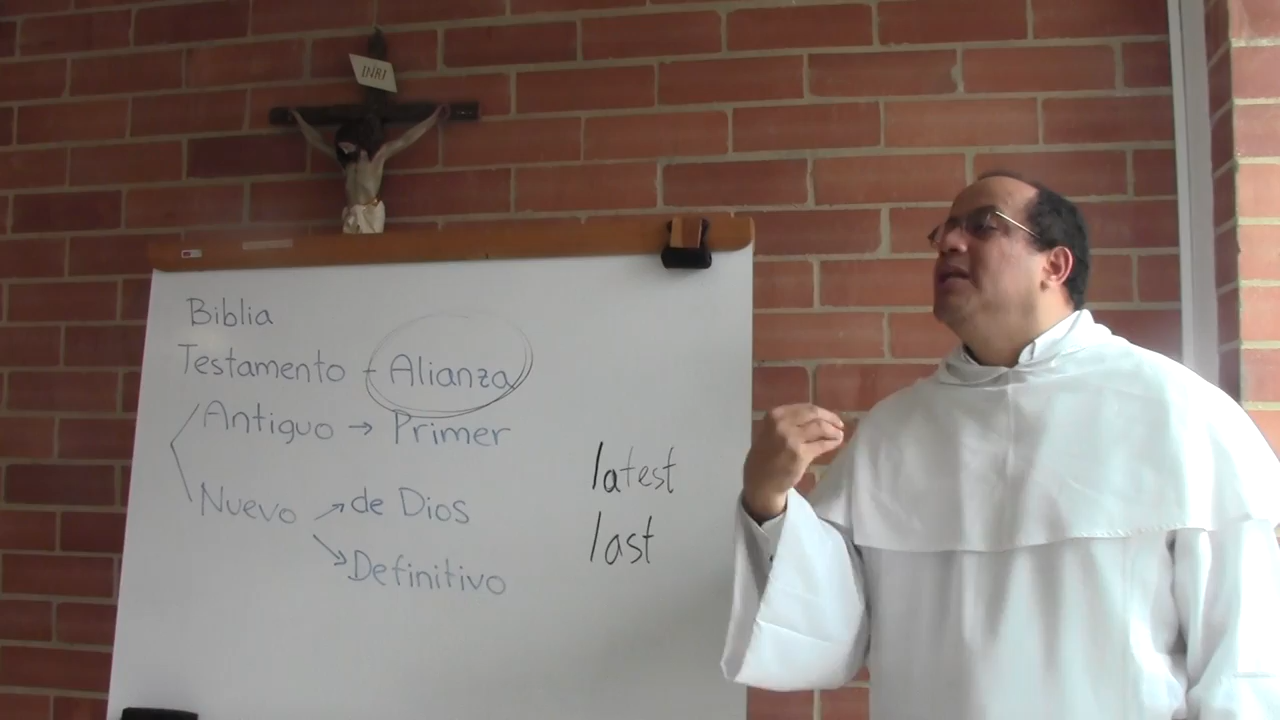 INRI
Biblia
Testamento - Alianza
Antiguo → Primer
Nuevo → de Dios
→ Definitivo
latest
last